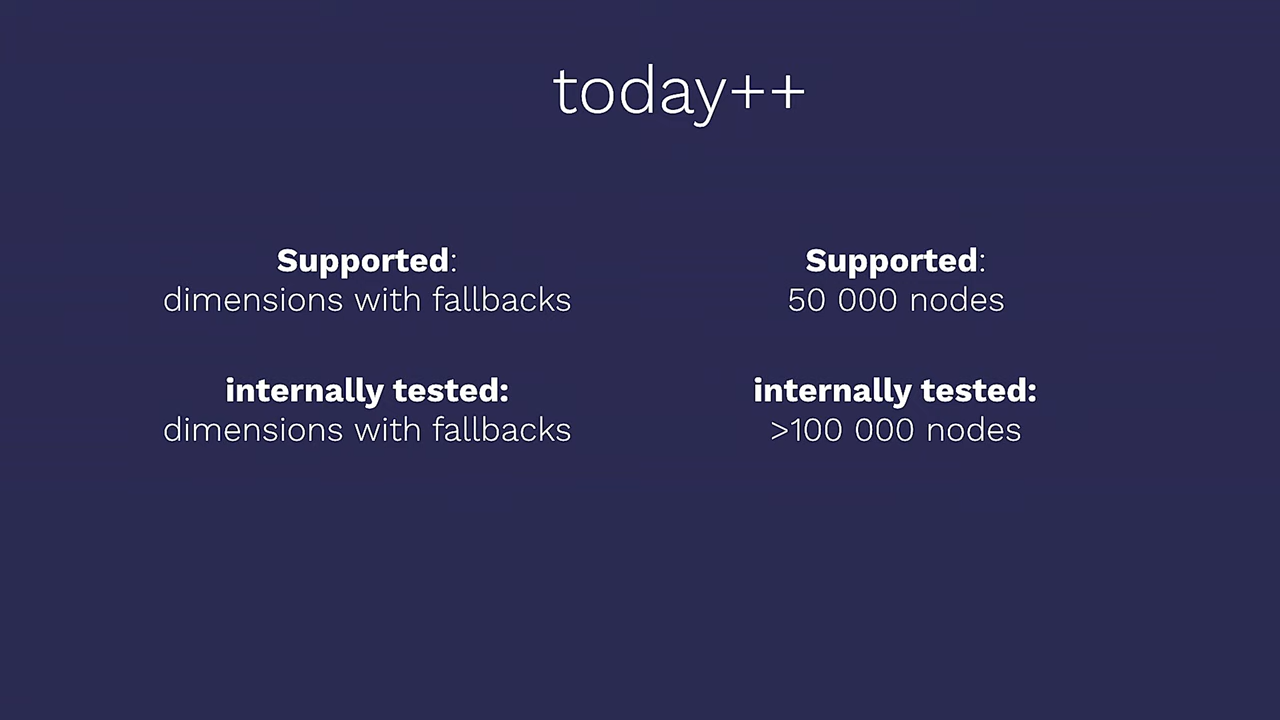 today++
Supported:
dimensions with fallbacks
internally tested:
dimensions with fallbacks
Supported:
50 000 nodes
internally tested:
>100 000 nodes